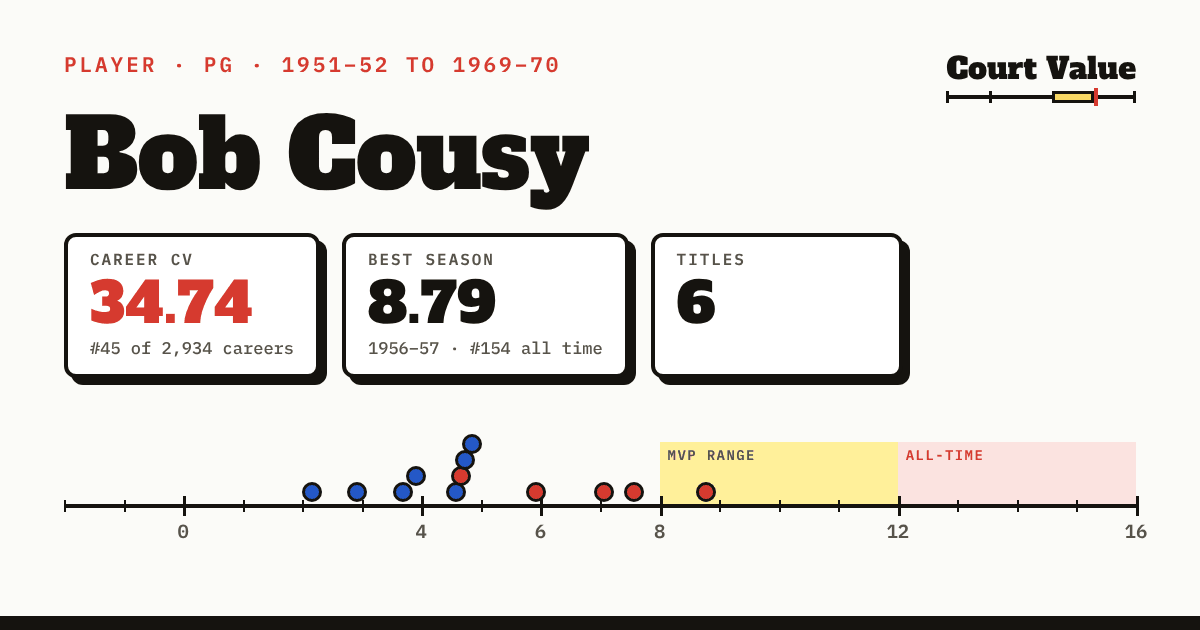 PLAYER · PG · 1951–52 TO 1969–70
Court Value
Bob Cousy
CAREER CV
34.74
#45 of 2,934 careers
BEST SEASON
8.79
1956–57 · #154 all time
TITLES
6
MVP RANGE
ALL-TIME
0 4 6 8 12 16